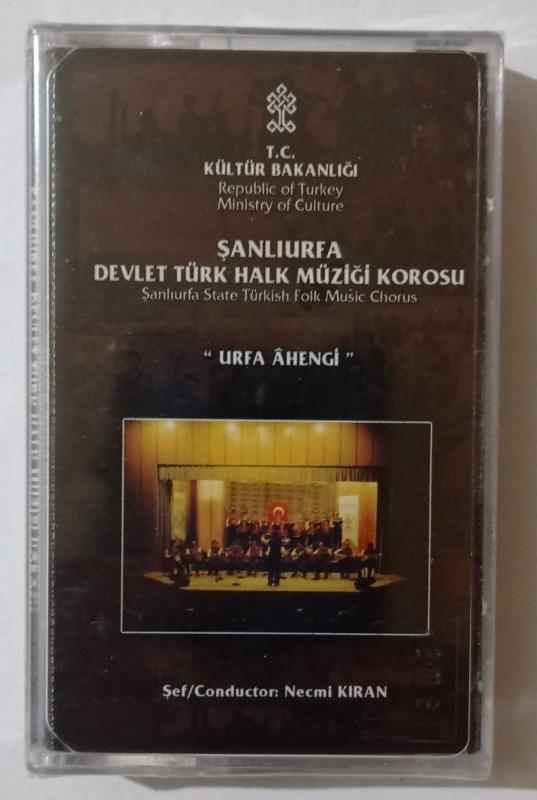 T.C.
KÜLTÜR BAKANLIĞI
Republic of Turkey
Ministry of Culture
ŞANLIURFA
DEVLET TÜRK HALK MÜZİĞİ KOROSU
Şanlıurfa State Türkish Folk Music Chorus
“ URFA ÂHENGİ ”
Şef/Conductor: Necmi KIRAN